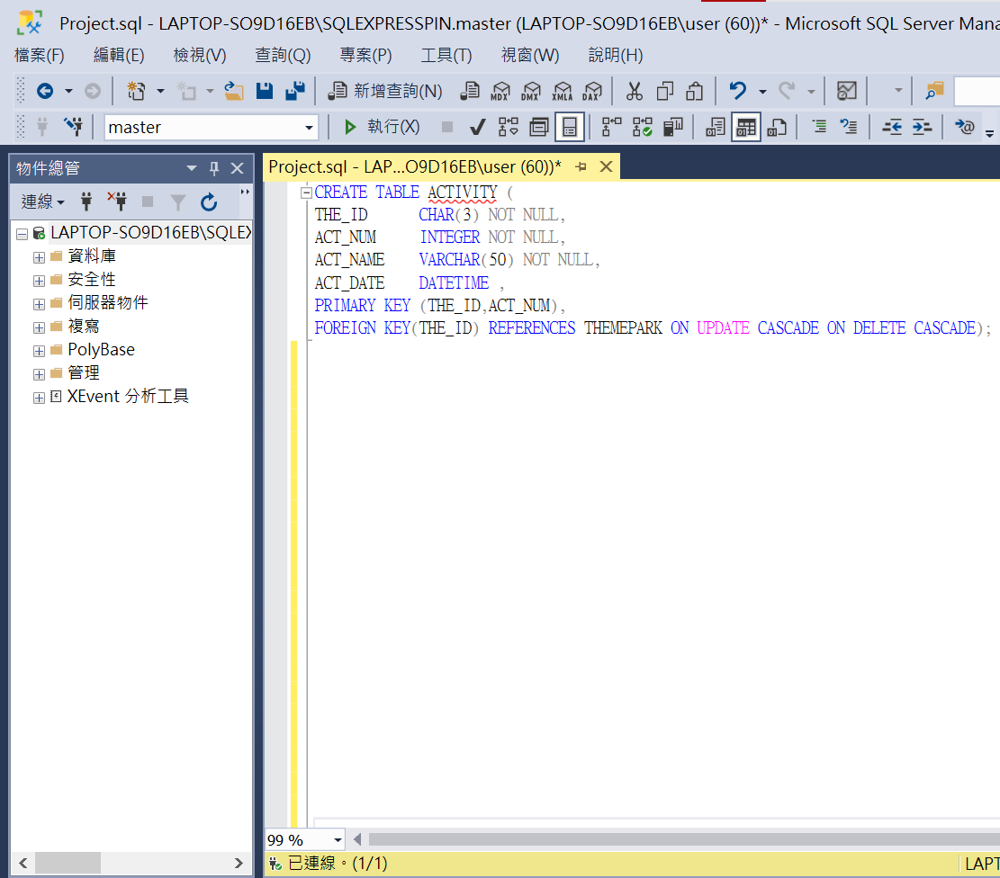 Project.sql - LAPTOP-SO9D16EB\SQLEXPRESSPIN.master (LAPTOP-SO9D16EB\user (60))* - Microsoft SQL Server Mana
檔案(F) 編輯(E) 檢視(V) 查詢(Q) 專案(P) 工具(T) 視窗(W) 說明(H)
新增查詢(N) MDX DMX XMLA DAX
master 執行(X)
物件總管
Project.sql - LAP...O9D16EB\user (60))*
連線
LAPTOP-SO9D16EB\SQLEX
資料庫
安全性
伺服器物件
複寫
PolyBase
管理
XEvent 分析工具
CREATE TABLE ACTIVITY (
THE_ID CHAR(3) NOT NULL,
ACT_NUM INTEGER NOT NULL,
ACT_NAME VARCHAR(50) NOT NULL,
ACT_DATE DATETIME ,
PRIMARY KEY (THE_ID,ACT_NUM),
FOREIGN KEY(THE_ID) REFERENCES THEMEPARK ON UPDATE CASCADE ON DELETE CASCADE);
99 %
已連線。(1/1) LAPT